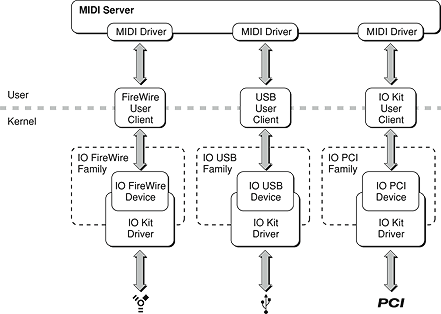 MIDI Server
MIDI Driver MIDI Driver MIDI Driver
User
Kernel
FireWire
User
Client
USB
User
Client
IO Kit
User
Client
IO FireWire
Family
IO FireWire
Device
IO Kit
Driver
IO USB
Family
IO USB
Device
IO Kit
Driver
IO PCI
Family
IO PCI
Device
IO Kit
Driver
PCI